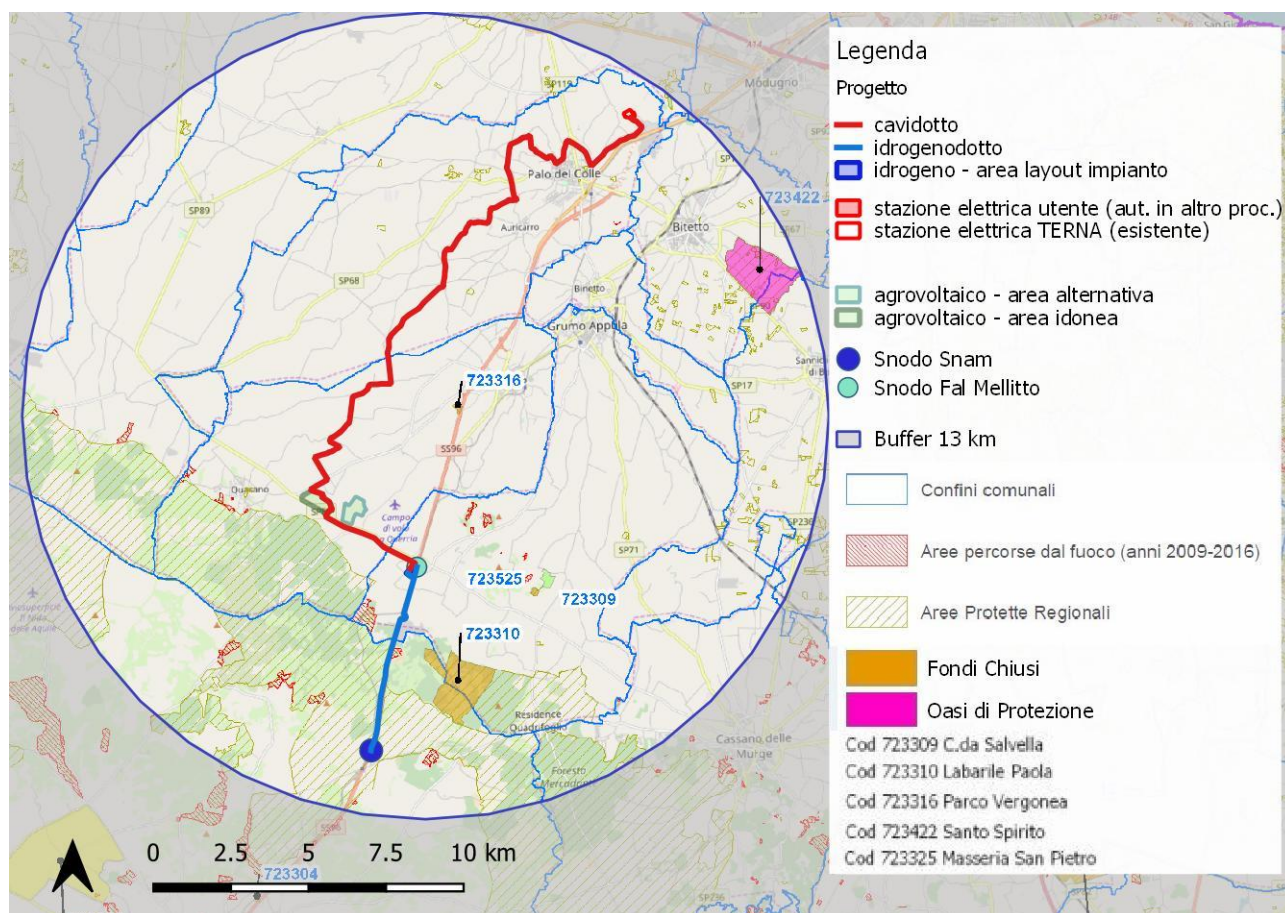 SP119
A14
Modugno
SP89
Palo del Colle
723422
Auricarro
Bitetto
SP67
SP68
Binetto
Grumo Appula
SP17
723316
SS96
Quasano
Campo
di volo
SP236
SP71
723525
723309
723310
Residence
Quadrifoglio
Cassano delle
Murge
Foresta
SS96
723304
SP236
0 2.5 5 7.5 10 km
Legenda
Progetto
cavidotto
idrogenodotto
idrogeno - area layout impianto
stazione elettrica utente (aut. in altro proc.)
stazione elettrica TERNA (esistente)
agrovoltaico - area alternativa
agrovoltaico - area idonea
Snodo Snam
Snodo Fal Mellitto
Buffer 13 km
Confini comunali
Aree percorse dal fuoco (anni 2009-2016)
Aree Protette Regionali
Fondi Chiusi
Oasi di Protezione
Cod 723309 C.da Salvella
Cod 723310 Labarile Paola
Cod 723316 Parco Vergonea
Cod 723422 Santo Spirito
Cod 723325 Masseria San Pietro